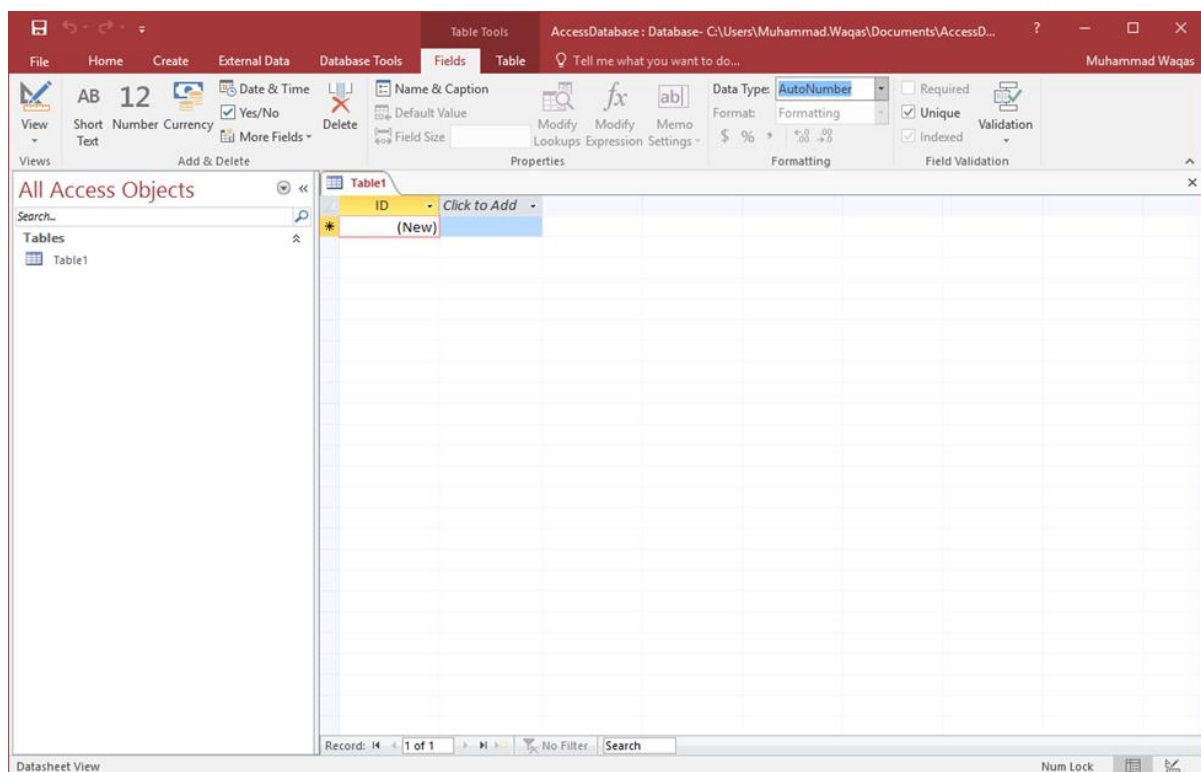 Table Tools
AccessDatabase : Database- C:\Users\Muhammad.Waqas\Documents\AccessD...
?
File Home Create External Data Database Tools Fields Table Tell me what you want to do... Muhammad Waqas
View
Views
AB
Short Text
12
Number
Currency
Date & Time
Yes/No
More Fields
Add & Delete
Delete
Name & Caption
Default Value
Field Size
Modify Lookups
fx
Modify Expression
ab|
Memo Settings
Properties
Data Type: AutoNumber
Format: Formatting
$ % , .00 .00
Formatting
Required
Unique
Indexed
Validation
Field Validation
All Access Objects
Search...
Tables
Table1
Table1
ID Click to Add
(New)
Record: 1 of 1 No Filter Search
Datasheet View
Num Lock